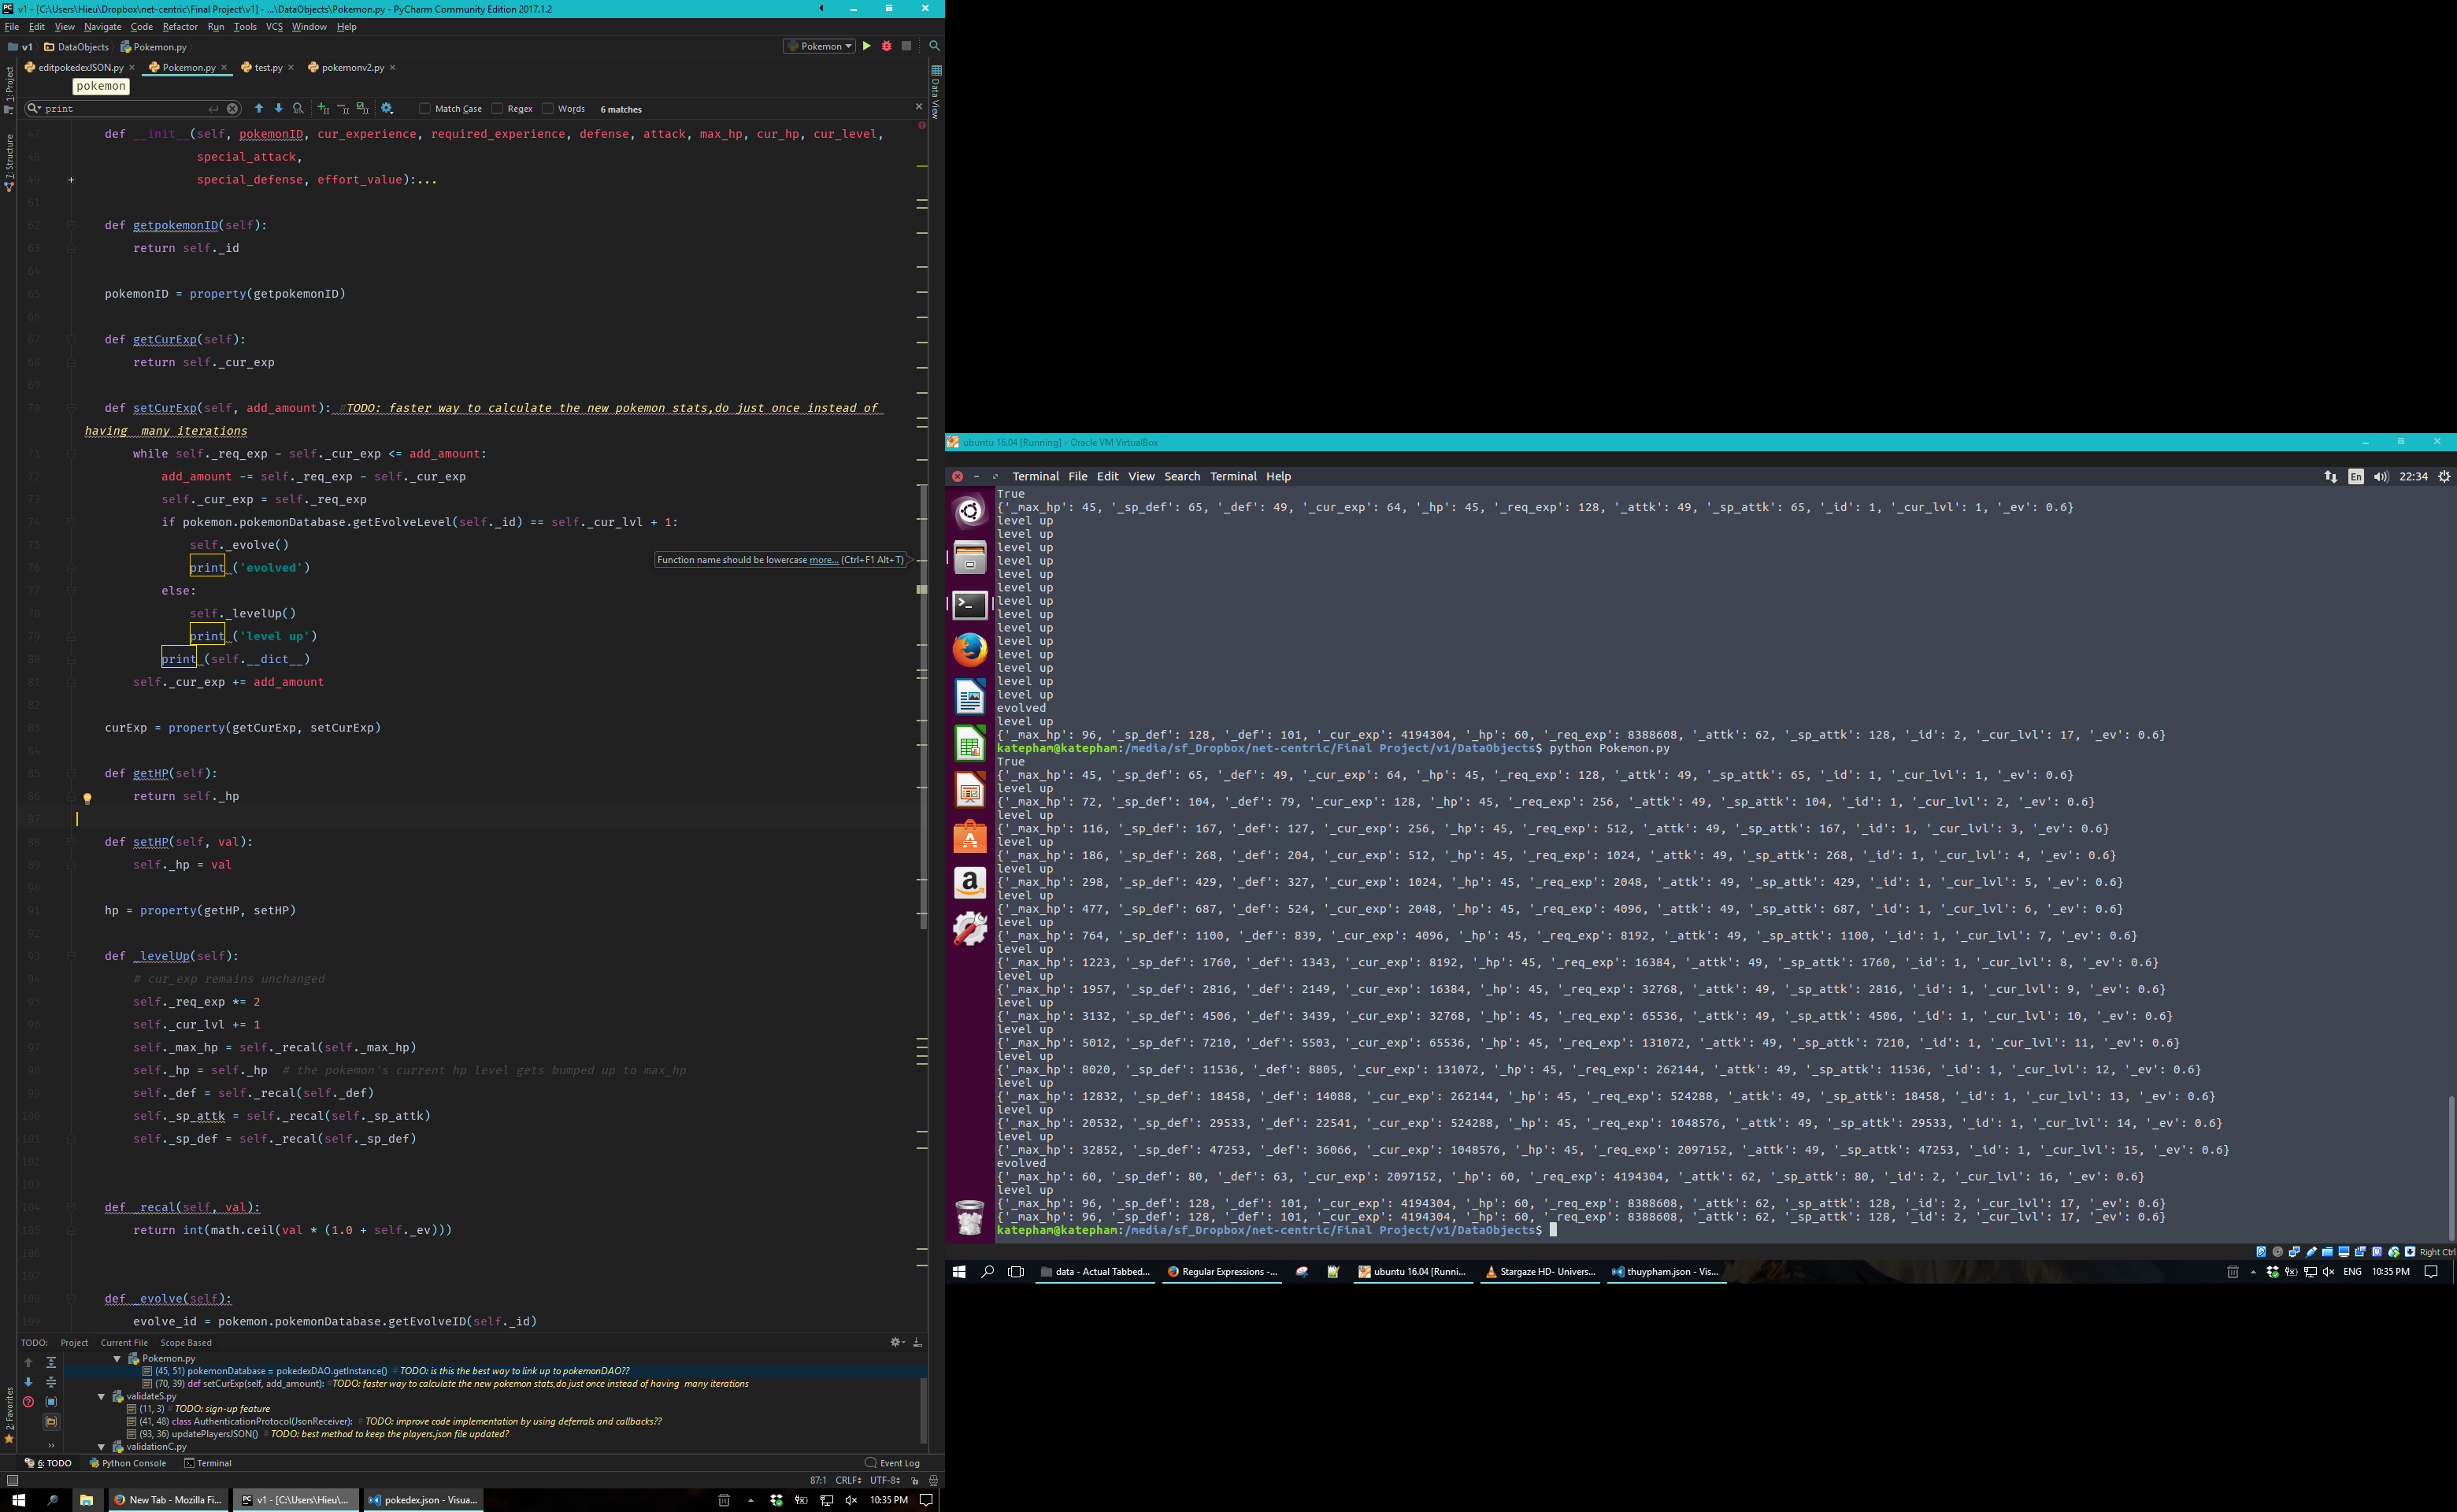 v1 - [C:\Users\Hieu\Dropbox\net-centric\Final Project\v1] - ...\DataObjects\Pokemon.py - PyCharm Community Edition 2017.1.2
File Edit View Navigate Code Refactor Run Tools VCS Window Help
v1 DataObjects Pokemon.py Pokemon
editpokedexJSON.py Pokemon.py test.py pokemonv2.py
pokemon
print Match Case Regex Words 6 matches
1: Project
7: Structure
2: Favorites
Data View
47 def __init__(self, pokemonID, cur_experience, required_experience, defense, attack, max_hp, cur_hp, cur_level,
48 special_attack,
49 special_defense, effort_value):...
61
62 def getpokemonID(self):
63 return self._id
64
65 pokemonID = property(getpokemonID)
66
67 def getCurExp(self):
68 return self._cur_exp
69
70 def setCurExp(self, add_amount): #TODO: faster way to calculate the new pokemon stats,do just once instead of
having  many iterations
71 while self._req_exp - self._cur_exp <= add_amount:
72 add_amount -= self._req_exp - self._cur_exp
73 self._cur_exp = self._req_exp
74 if pokemon.pokemonDatabase.getEvolveLevel(self._id) == self._cur_lvl + 1:
75 self._evolve()
76 print ('evolved')
Function name should be lowercase more... (Ctrl+F1 Alt+T)
77 else:
78 self._levelUp()
79 print ('level up')
80 print (self.__dict__)
81 self._cur_exp += add_amount
82
83 curExp = property(getCurExp, setCurExp)
84
85 def getHP(self):
86 return self._hp
87
88 def setHP(self, val):
89 self._hp = val
90
91 hp = property(getHP, setHP)
92
93 def _levelUp(self):
94 # cur_exp remains unchanged
95 self._req_exp *= 2
96 self._cur_lvl += 1
97 self._max_hp = self._recal(self._max_hp)
98 self._hp = self._hp  # the pokemon's current hp level gets bumped up to max_hp
99 self._def = self._recal(self._def)
100 self._sp_attk = self._recal(self._sp_attk)
101 self._sp_def = self._recal(self._sp_def)
102
103
104 def _recal(self, val):
105 return int(math.ceil(val * (1.0 + self._ev)))
106
107
108 def _evolve(self):
109 evolve_id = pokemon.pokemonDatabase.getEvolveID(self._id)
TODO: Project Current File Scope Based
Pokemon.py
(45, 51) pokemonDatabase = pokedexDAO.getInstance()  # TODO: is this the best way to link up to pokemonDAO??
(70, 39) def setCurExp(self, add_amount): #TODO: faster way to calculate the new pokemon stats,do just once instead of having  many iterations
validateS.py
(11, 3) # TODO: sign-up feature
(41, 48) class AuthenticationProtocol(JsonReceiver):  # TODO: improve code implementation by using deferrals and callbacks??
(93, 36) updatePlayersJSON()  # TODO: best method to keep the players.json file updated?
validationC.py
6: TODO Python Console Terminal Event Log
87:1 CRLF UTF-8
New Tab - Mozilla Fi... v1 - [C:\Users\Hieu\... pokedex.json - Visua... 10:35 PM
ubuntu 16.04 [Running] - Oracle VM VirtualBox
Terminal File Edit View Search Terminal Help En 22:34
True
{'_max_hp': 45, '_sp_def': 65, '_def': 49, '_cur_exp': 64, '_hp': 45, '_req_exp': 128, '_attk': 49, '_sp_attk': 65, '_id': 1, '_cur_lvl': 1, '_ev': 0.6}
level up
level up
level up
level up
level up
level up
level up
level up
level up
level up
level up
level up
level up
level up
evolved
level up
{'_max_hp': 96, '_sp_def': 128, '_def': 101, '_cur_exp': 4194304, '_hp': 60, '_req_exp': 8388608, '_attk': 62, '_sp_attk': 128, '_id': 2, '_cur_lvl': 17, '_ev': 0.6}
katepham@katepham:/media/sf_Dropbox/net-centric/Final Project/v1/DataObjects$ python Pokemon.py
True
{'_max_hp': 45, '_sp_def': 65, '_def': 49, '_cur_exp': 64, '_hp': 45, '_req_exp': 128, '_attk': 49, '_sp_attk': 65, '_id': 1, '_cur_lvl': 1, '_ev': 0.6}
level up
{'_max_hp': 72, '_sp_def': 104, '_def': 79, '_cur_exp': 128, '_hp': 45, '_req_exp': 256, '_attk': 49, '_sp_attk': 104, '_id': 1, '_cur_lvl': 2, '_ev': 0.6}
level up
{'_max_hp': 116, '_sp_def': 167, '_def': 127, '_cur_exp': 256, '_hp': 45, '_req_exp': 512, '_attk': 49, '_sp_attk': 167, '_id': 1, '_cur_lvl': 3, '_ev': 0.6}
level up
{'_max_hp': 186, '_sp_def': 268, '_def': 204, '_cur_exp': 512, '_hp': 45, '_req_exp': 1024, '_attk': 49, '_sp_attk': 268, '_id': 1, '_cur_lvl': 4, '_ev': 0.6}
level up
{'_max_hp': 298, '_sp_def': 429, '_def': 327, '_cur_exp': 1024, '_hp': 45, '_req_exp': 2048, '_attk': 49, '_sp_attk': 429, '_id': 1, '_cur_lvl': 5, '_ev': 0.6}
level up
{'_max_hp': 477, '_sp_def': 687, '_def': 524, '_cur_exp': 2048, '_hp': 45, '_req_exp': 4096, '_attk': 49, '_sp_attk': 687, '_id': 1, '_cur_lvl': 6, '_ev': 0.6}
level up
{'_max_hp': 764, '_sp_def': 1100, '_def': 839, '_cur_exp': 4096, '_hp': 45, '_req_exp': 8192, '_attk': 49, '_sp_attk': 1100, '_id': 1, '_cur_lvl': 7, '_ev': 0.6}
level up
{'_max_hp': 1223, '_sp_def': 1760, '_def': 1343, '_cur_exp': 8192, '_hp': 45, '_req_exp': 16384, '_attk': 49, '_sp_attk': 1760, '_id': 1, '_cur_lvl': 8, '_ev': 0.6}
level up
{'_max_hp': 1957, '_sp_def': 2816, '_def': 2149, '_cur_exp': 16384, '_hp': 45, '_req_exp': 32768, '_attk': 49, '_sp_attk': 2816, '_id': 1, '_cur_lvl': 9, '_ev': 0.6}
level up
{'_max_hp': 3132, '_sp_def': 4506, '_def': 3439, '_cur_exp': 32768, '_hp': 45, '_req_exp': 65536, '_attk': 49, '_sp_attk': 4506, '_id': 1, '_cur_lvl': 10, '_ev': 0.6}
level up
{'_max_hp': 5012, '_sp_def': 7210, '_def': 5503, '_cur_exp': 65536, '_hp': 45, '_req_exp': 131072, '_attk': 49, '_sp_attk': 7210, '_id': 1, '_cur_lvl': 11, '_ev': 0.6}
level up
{'_max_hp': 8020, '_sp_def': 11536, '_def': 8805, '_cur_exp': 131072, '_hp': 45, '_req_exp': 262144, '_attk': 49, '_sp_attk': 11536, '_id': 1, '_cur_lvl': 12, '_ev': 0.6}
level up
{'_max_hp': 12832, '_sp_def': 18458, '_def': 14088, '_cur_exp': 262144, '_hp': 45, '_req_exp': 524288, '_attk': 49, '_sp_attk': 18458, '_id': 1, '_cur_lvl': 13, '_ev': 0.6}
level up
{'_max_hp': 20532, '_sp_def': 29533, '_def': 22541, '_cur_exp': 524288, '_hp': 45, '_req_exp': 1048576, '_attk': 49, '_sp_attk': 29533, '_id': 1, '_cur_lvl': 14, '_ev': 0.6}
level up
{'_max_hp': 32852, '_sp_def': 47253, '_def': 36066, '_cur_exp': 1048576, '_hp': 45, '_req_exp': 2097152, '_attk': 49, '_sp_attk': 47253, '_id': 1, '_cur_lvl': 15, '_ev': 0.6}
evolved
{'_max_hp': 60, '_sp_def': 80, '_def': 63, '_cur_exp': 2097152, '_hp': 60, '_req_exp': 4194304, '_attk': 62, '_sp_attk': 80, '_id': 2, '_cur_lvl': 16, '_ev': 0.6}
level up
{'_max_hp': 96, '_sp_def': 128, '_def': 101, '_cur_exp': 4194304, '_hp': 60, '_req_exp': 8388608, '_attk': 62, '_sp_attk': 128, '_id': 2, '_cur_lvl': 17, '_ev': 0.6}
{'_max_hp': 96, '_sp_def': 128, '_def': 101, '_cur_exp': 4194304, '_hp': 60, '_req_exp': 8388608, '_attk': 62, '_sp_attk': 128, '_id': 2, '_cur_lvl': 17, '_ev': 0.6}
katepham@katepham:/media/sf_Dropbox/net-centric/Final Project/v1/DataObjects$
Right Ctrl
data - Actual Tabbed... Regular Expressions -... ubuntu 16.04 [Runni... Stargaze HD- Univers... thuypham.json - Vis... ENG 10:35 PM